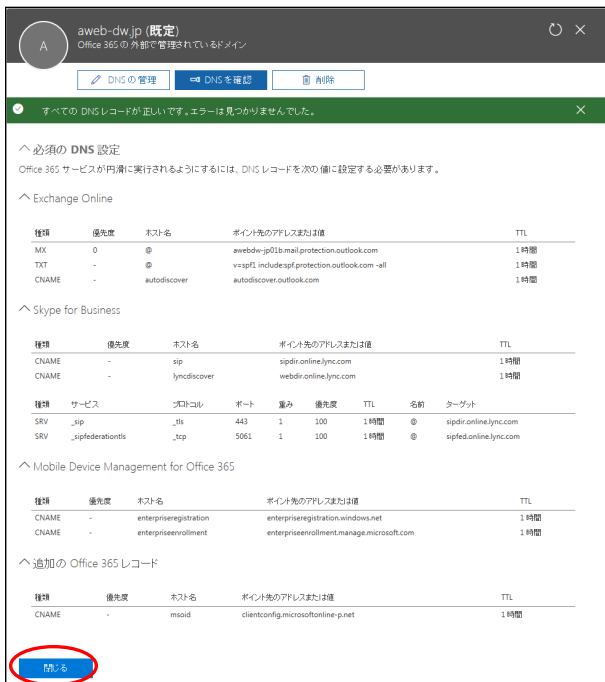 A
aweb-dw.jp (既定)
Office 365 の 外部で管理されているドメイン
DNS の 管理
DNS を確認
削除
すべての DNS レコードが正しいです。エラーは見つかりませんでした。
必須の DNS 設定
Office 365 サービスが円滑に実行されるようにするには、DNS レコードを次の値に設定する必要があります。
Exchange Online
種類 優先度 ホスト名 ポイント先のアドレスまたは値 TTL
MX 0 @ awebdw-jp01b.mail.protection.outlook.com 1 時間
TXT - @ v=spf1 include:spf.protection.outlook.com -all 1 時間
CNAME - autodiscover autodiscover.outlook.com 1 時間
Skype for Business
種類 優先度 ホスト名 ポイント先のアドレスまたは値 TTL
CNAME - sip sipdir.online.lync.com 1 時間
CNAME - lyncdiscover webdir.online.lync.com 1 時間
種類 サービス プロトコル ポート 重み 優先度 TTL 名前 ターゲット
SRV _sip _tls 443 1 100 1 時間 @ sipdir.online.lync.com
SRV _sipfederationtls _tcp 5061 1 100 1 時間 @ sipfed.online.lync.com
Mobile Device Management for Office 365
種類 優先度 ホスト名 ポイント先のアドレスまたは値 TTL
CNAME - enterpriseregistration enterpriseregistration.windows.net 1 時間
CNAME - enterpriseenrollment enterpriseenrollment.manage.microsoft.com 1 時間
追加の Office 365 レコード
種類 優先度 ホスト名 ポイント先のアドレスまたは値 TTL
CNAME - msoid clientconfig.microsoftonline-p.net 1 時間
閉じる